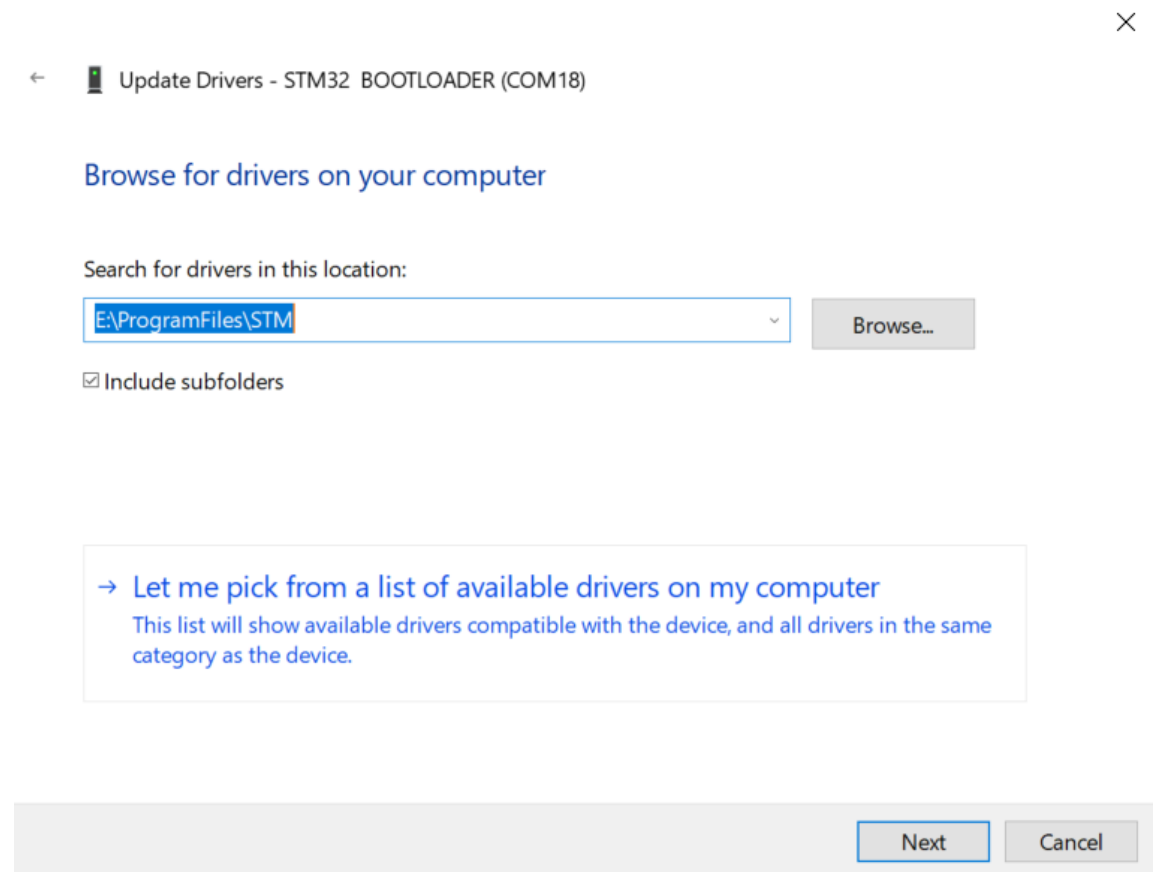 Update Drivers - STM32 BOOTLOADER (COM18)
Browse for drivers on your computer
Search for drivers in this location:
E:\ProgramFiles\STM
Browse...
Include subfolders
Let me pick from a list of available drivers on my computer
This list will show available drivers compatible with the device, and all drivers in the same
category as the device.
Next
Cancel